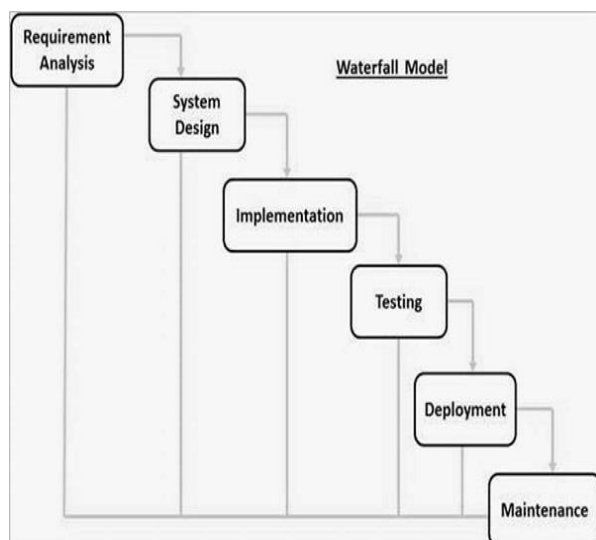 Requirement
Analysis
Waterfall Model
System
Design
Implementation
Testing
Deployment
Maintenance